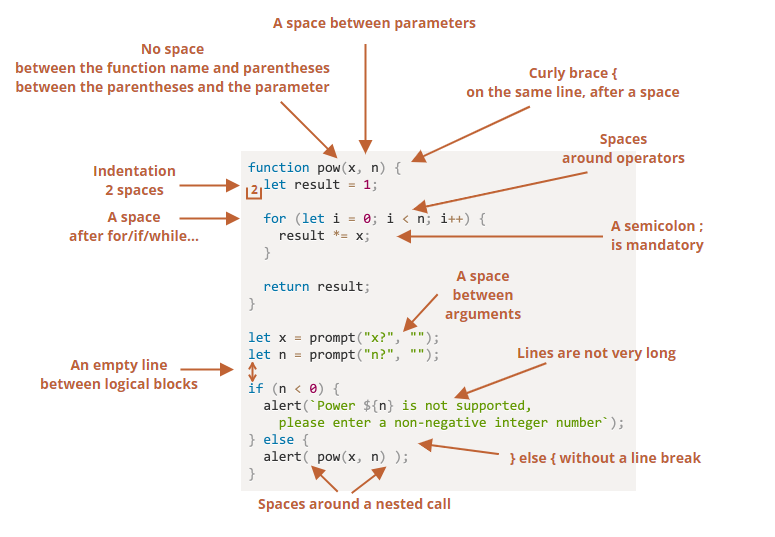 A space between parameters
No space
between the function name and parentheses
between the parentheses and the parameter
Curly brace {
on the same line, after a space
Spaces
around operators
Indentation
2 spaces
A space
after for/if/while...
A semicolon ;
is mandatory
function pow(x, n) {
2
let result = 1;
for (let i = 0; i < n; i++) {
result *= x;
}
return result;
}
A space
between
arguments
let x = prompt("x?", "");
let n = prompt("n?", "");
Lines are not very long
An empty line
between logical blocks
if (n < 0) {
alert(`Power ${n} is not supported,
please enter a non-negative integer number`);
} else {
alert( pow(x, n) );
}
} else { without a line break
Spaces around a nested call